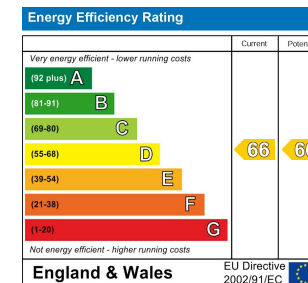 Energy Efficiency Rating
Current Poten
Very energy efficient - lower running costs
(92 plus) A
(81-91) B
(69-80) C
(55-68) D
66 6
(39-54) E
(21-38) F
(1-20) G
Not energy efficient - higher running costs
England & Wales
EU Directive
2002/91/EC